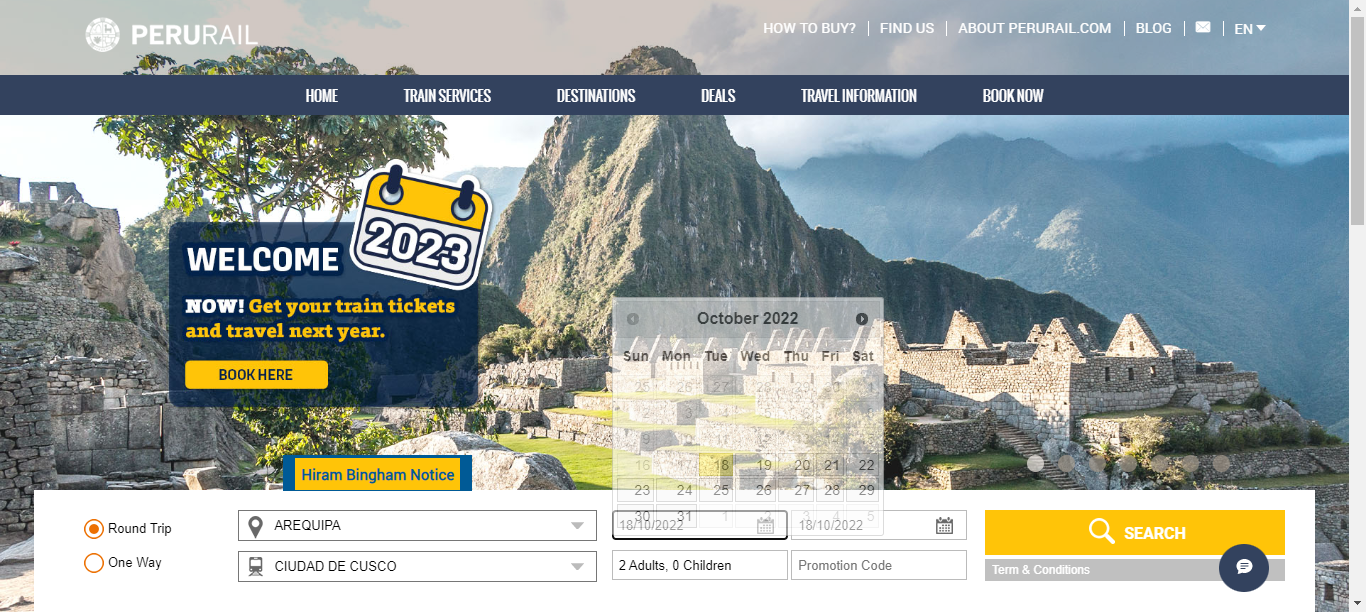 PERURAIL
HOW TO BUY? FIND US ABOUT PERURAIL.COM BLOG EN
HOME TRAIN SERVICES DESTINATIONS DEALS TRAVEL INFORMATION BOOK NOW
2023
WELCOME
NOW! Get your train tickets
and travel next year.
BOOK HERE
October 2022
Sun Mon Tue Wed Thu Fri Sat
25 26 27 28 29 30 1
2 3 4 5 6 7 8
9 10 11 12 13 14 15
16 17 18 19 20 21 22
23 24 25 26 27 28 29
30 31 1 2 3 4 5
Hiram Bingham Notice
Round Trip
One Way
AREQUIPA
CIUDAD DE CUSCO
18/10/2022 18/10/2022
2 Adults, 0 Children Promotion Code
SEARCH
Term & Conditions